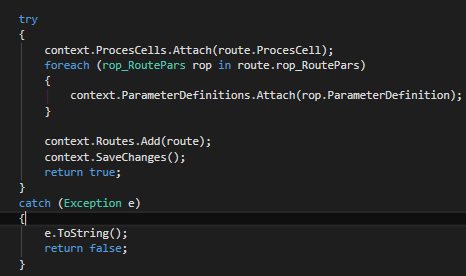 try
{
context.ProcesCells.Attach(route.ProcesCell);
foreach (rop_RoutePars rop in route.rop_RoutePars)
{
context.ParameterDefinitions.Attach(rop.ParameterDefinition);
}
context.Routes.Add(route);
context.SaveChanges();
return true;
}
catch (Exception e)
{
e.ToString();
return false;
}